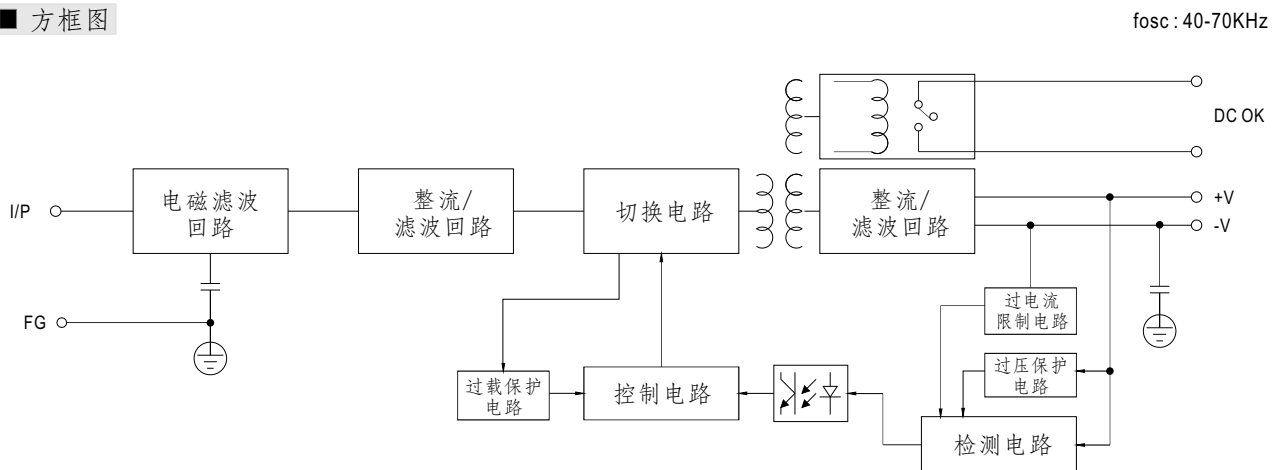 ■ 方框图
fosc : 40-70KHz
DC OK
I/P
电磁滤波
回路
整流/
滤波回路
切换电路
整流/
滤波回路
+V
-V
FG
过电流
限制电路
过载保护
电路
控制电路
过压保护
电路
检测电路